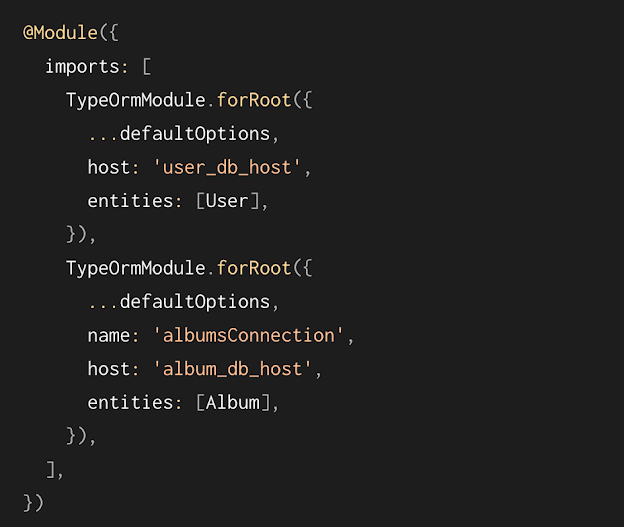 @Module({
  imports: [
    TypeOrmModule.forRoot({
      ...defaultOptions,
      host: 'user_db_host',
      entities: [User],
    }),
    TypeOrmModule.forRoot({
      ...defaultOptions,
      name: 'albumsConnection',
      host: 'album_db_host',
      entities: [Album],
    }),
  ],
})